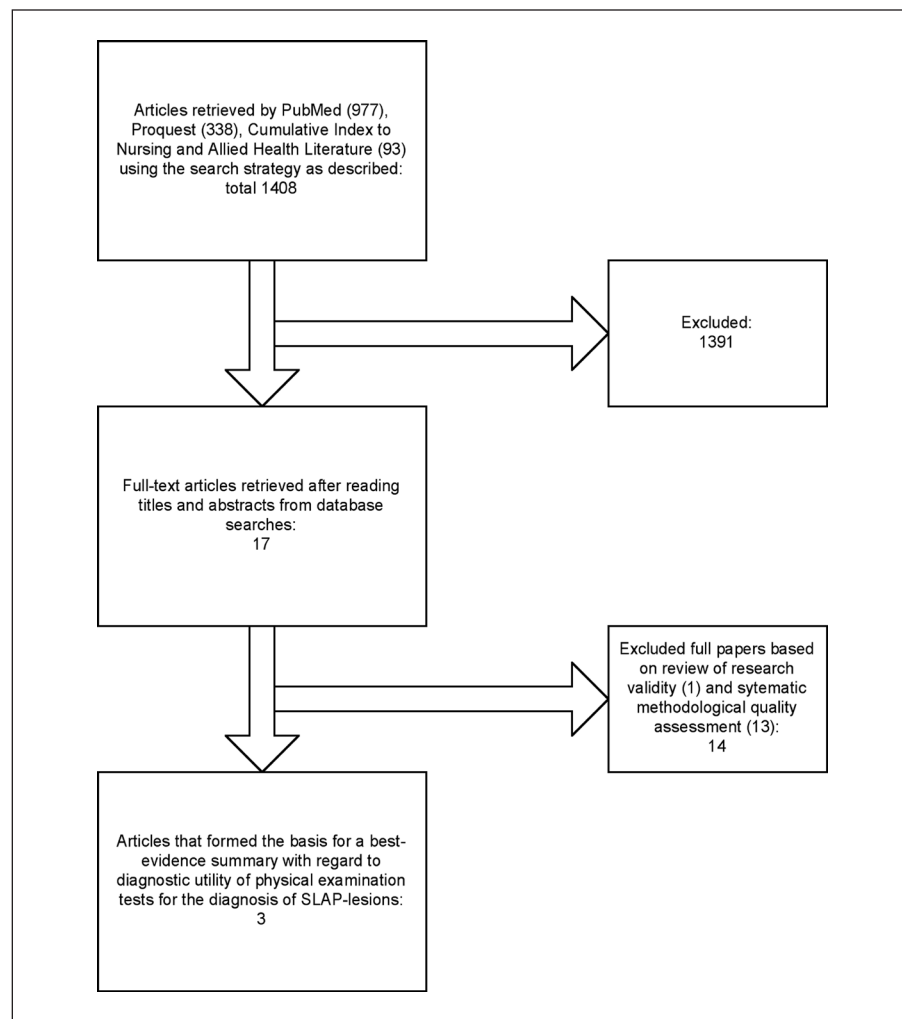 Articles retrieved by PubMed (977),
Proquest (338), Cumulative Index to
Nursing and Allied Health Literature (93)
using the search strategy as described:
total 1408
Excluded:
1391
Full-text articles retrieved after reading
titles and abstracts from database
searches:
17
Excluded full papers based
on review of research
validity (1) and sytematic
methodological quality
assessment (13):
14
Articles that formed the basis for a best-
evidence summary with regard to
diagnostic utility of physical examination
tests for the diagnosis of SLAP-lesions:
3